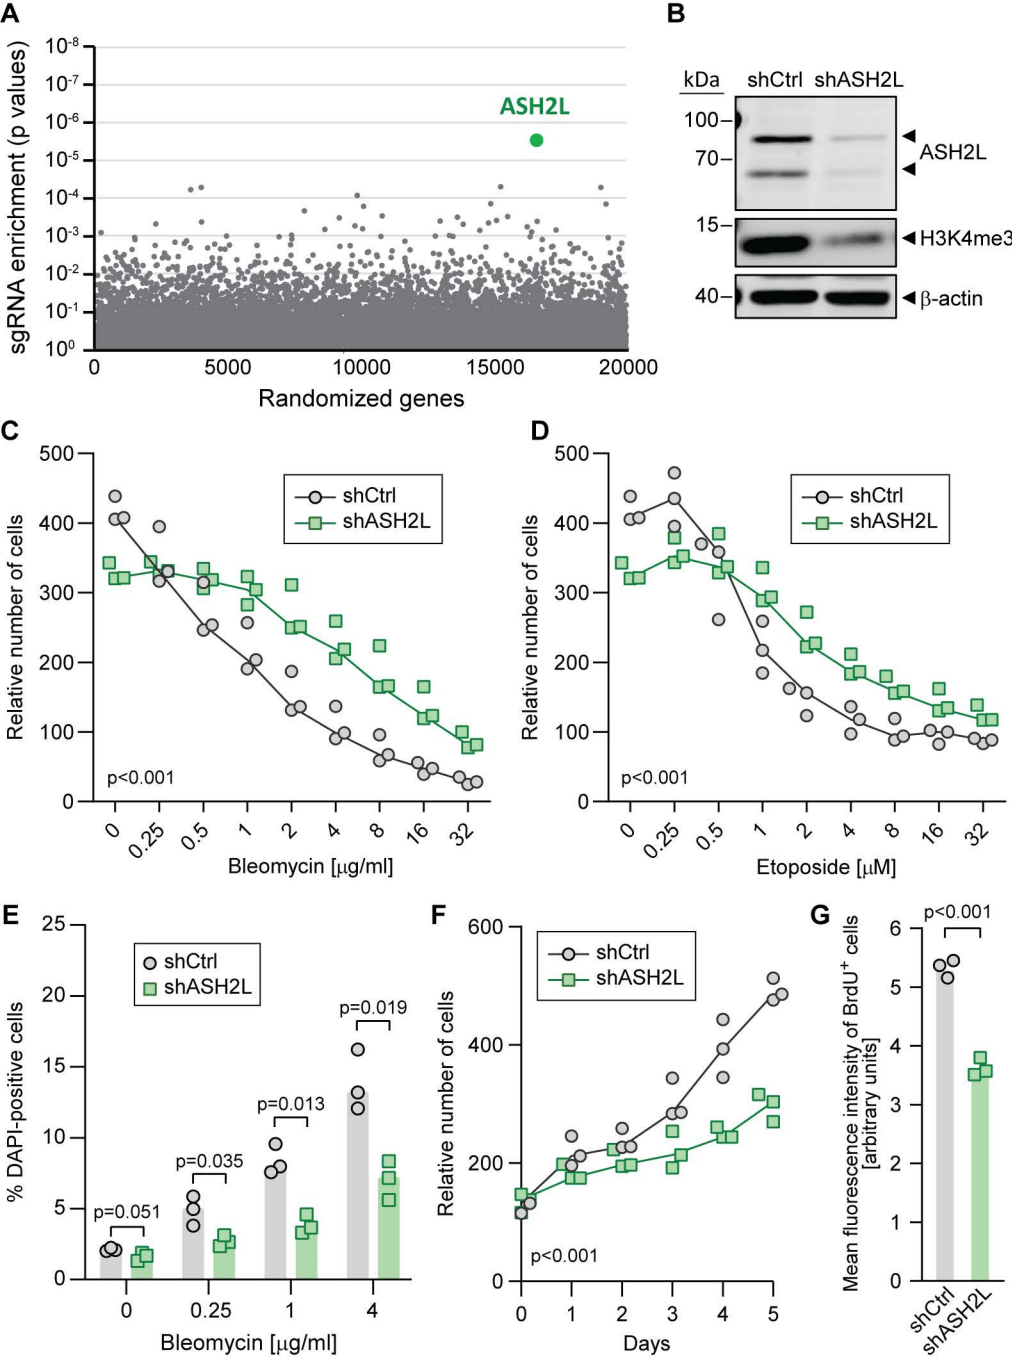 A
sgRNA enrichment (p values)
10⁻⁸
10⁻⁷
10⁻⁶
10⁻⁵
10⁻⁴
10⁻³
10⁻²
10⁻¹
10⁰
ASH2L
0 5000 10000 15000 20000
Randomized genes
B
kDa shCtrl shASH2L
100
70
ASH2L
15
H3K4me3
40
β-actin
C
Relative number of cells
500
400
300
200
100
0
shCtrl
shASH2L
p<0.001
0 0.25 0.5 1 2 4 8 16 32
Bleomycin [μg/ml]
D
Relative number of cells
500
400
300
200
100
0
shCtrl
shASH2L
p<0.001
0 0.25 0.5 1 2 4 8 16 32
Etoposide [μM]
E
% DAPI-positive cells
25
20
15
10
5
0
shCtrl
shASH2L
p=0.051
p=0.035
p=0.013
p=0.019
0 0.25 1 4
Bleomycin [μg/ml]
F
Relative number of cells
600
400
200
0
shCtrl
shASH2L
p<0.001
0 1 2 3 4 5
Days
G
Mean fluorescence intensity of BrdU⁺ cells
[arbitrary units]
p<0.001
6
5
4
3
2
1
0
shCtrl
shASH2L